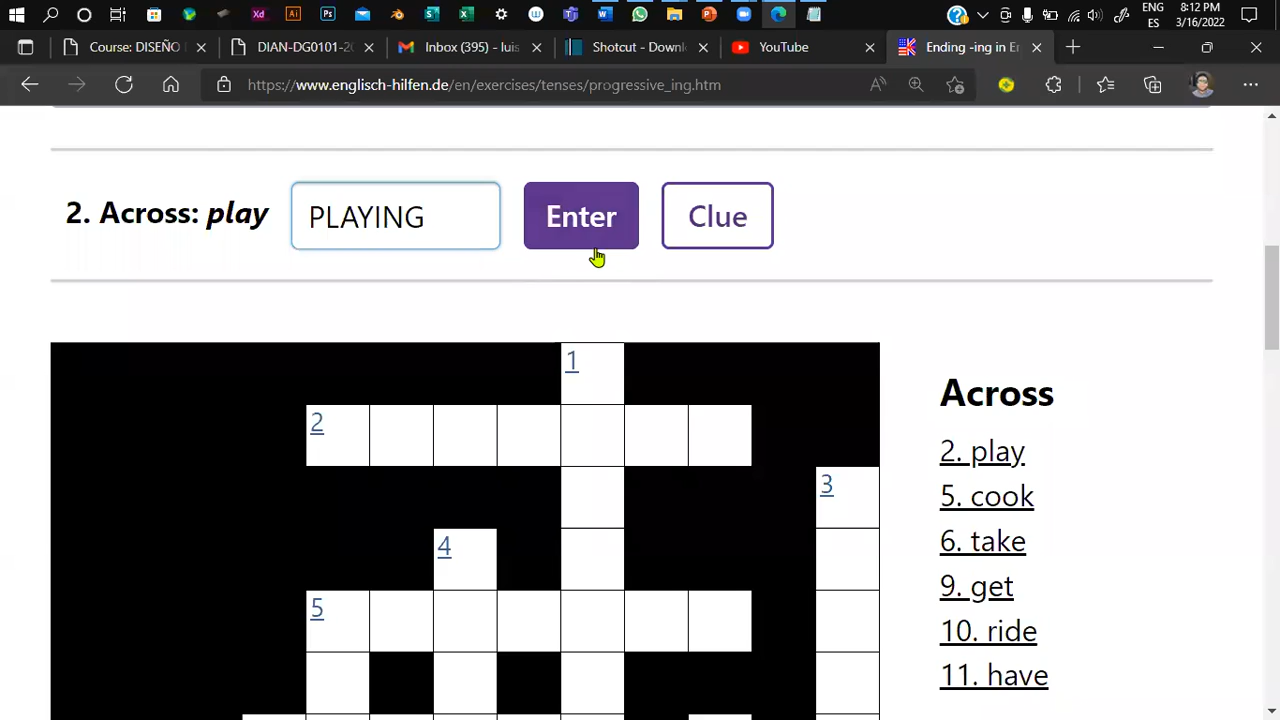 ENG
ES
8:12 PM
3/16/2022
Course: DISEÑO
DIAN-DG0101-20
Inbox (395) - luis
Shotcut - Downl
YouTube
Ending -ing in En
https://www.englisch-hilfen.de/en/exercises/tenses/progressive_ing.htm
2. Across: play PLAYING Enter Clue
1
2
3
4
5
Across
2. play
5. cook
6. take
9. get
10. ride
11. have